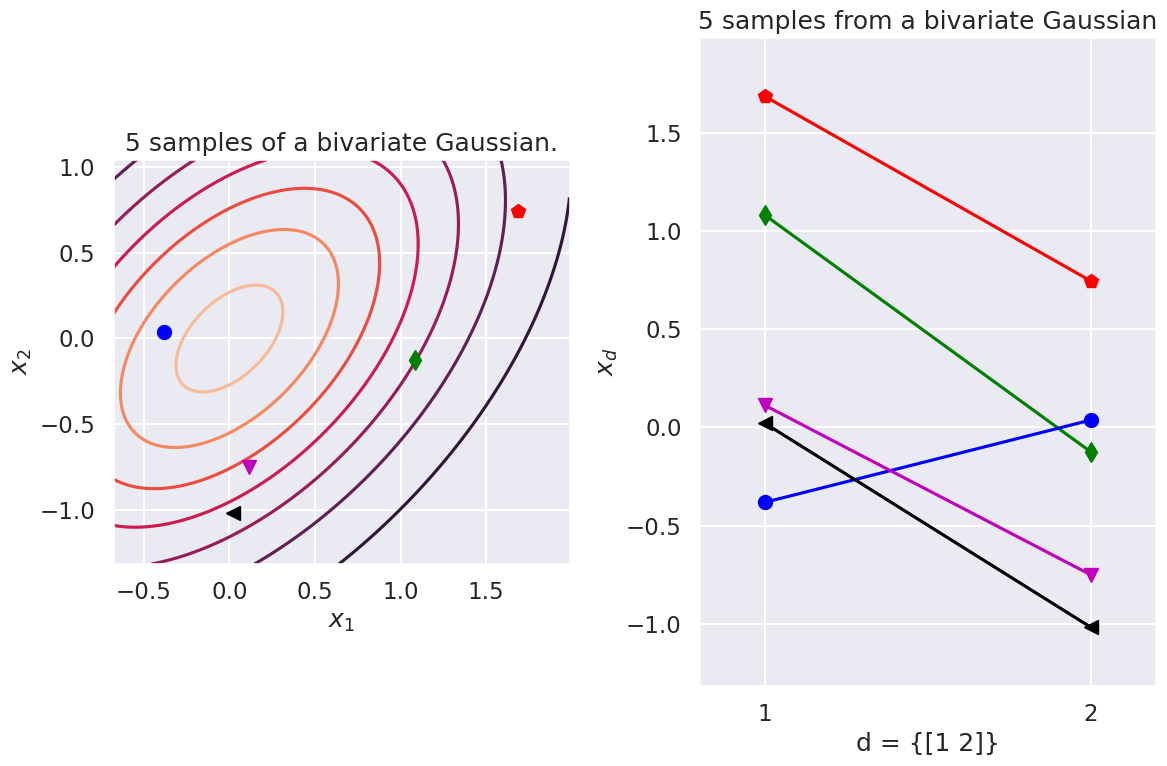 5 samples of a bivariate Gaussian.
x₂
1.0
0.5
0.0
−0.5
−1.0
−0.5 0.0 0.5 1.0 1.5
x₁
5 samples from a bivariate Gaussian
x_d
1.5
1.0
0.5
0.0
−0.5
−1.0
1 2
d = {[1 2]}